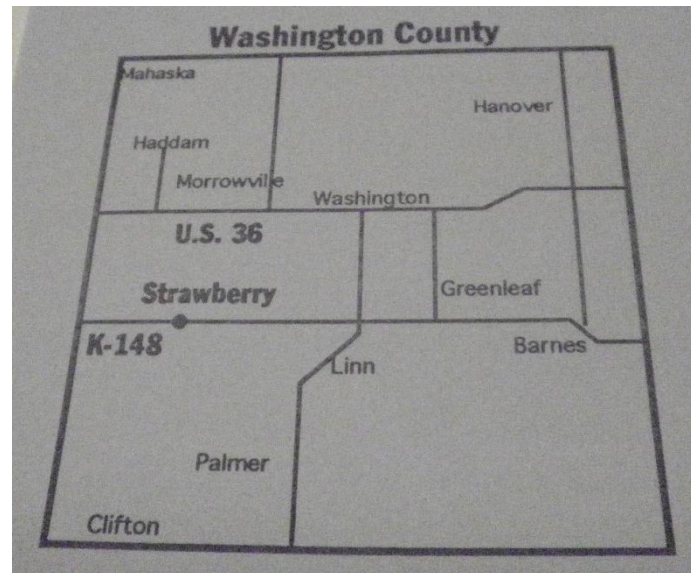 Washington County
Mahaska
Hanover
Haddam
Morrowville
Washington
U.S. 36
Strawberry
Greenleaf
K-148
Barnes
Linn
Palmer
Clifton